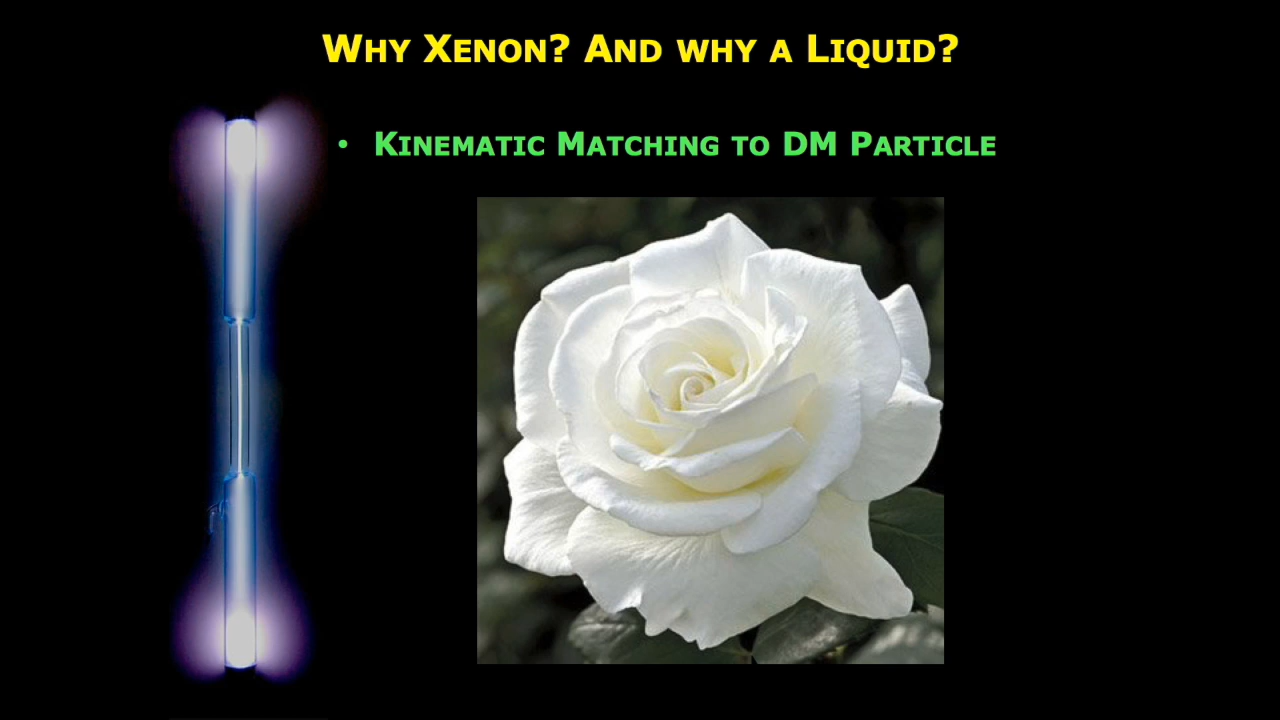 Why Xenon? And why a Liquid?
• Kinematic Matching to DM Particle